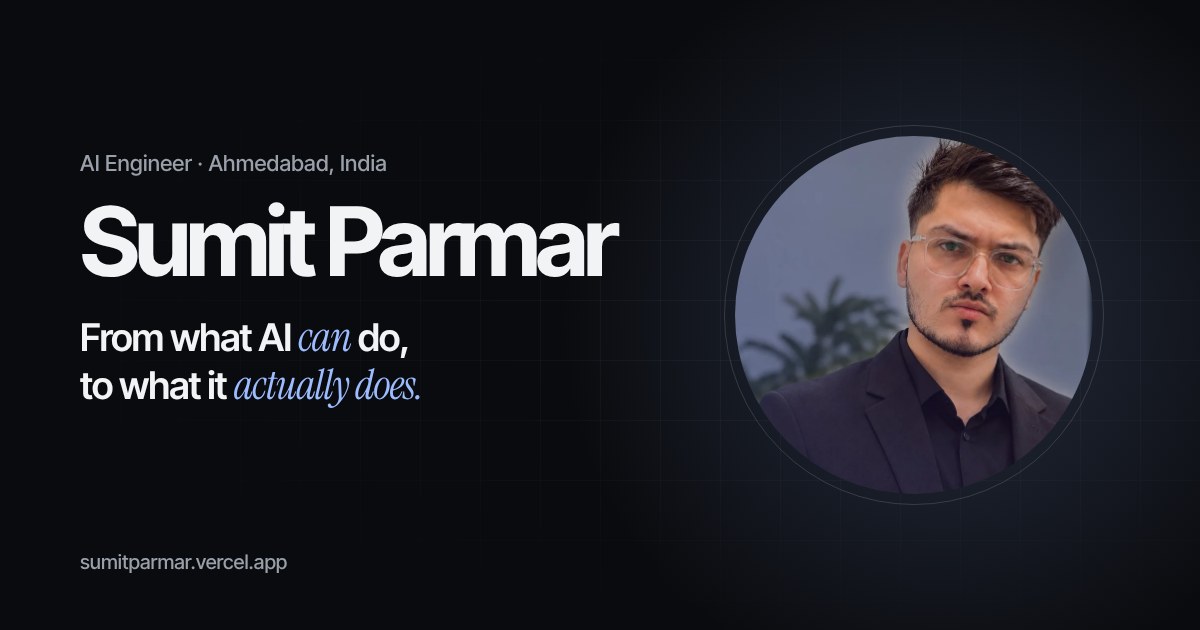 AI Engineer · Ahmedabad, India
Sumit Parmar
From what AI can do,
to what it actually does.
sumitparmar.vercel.app